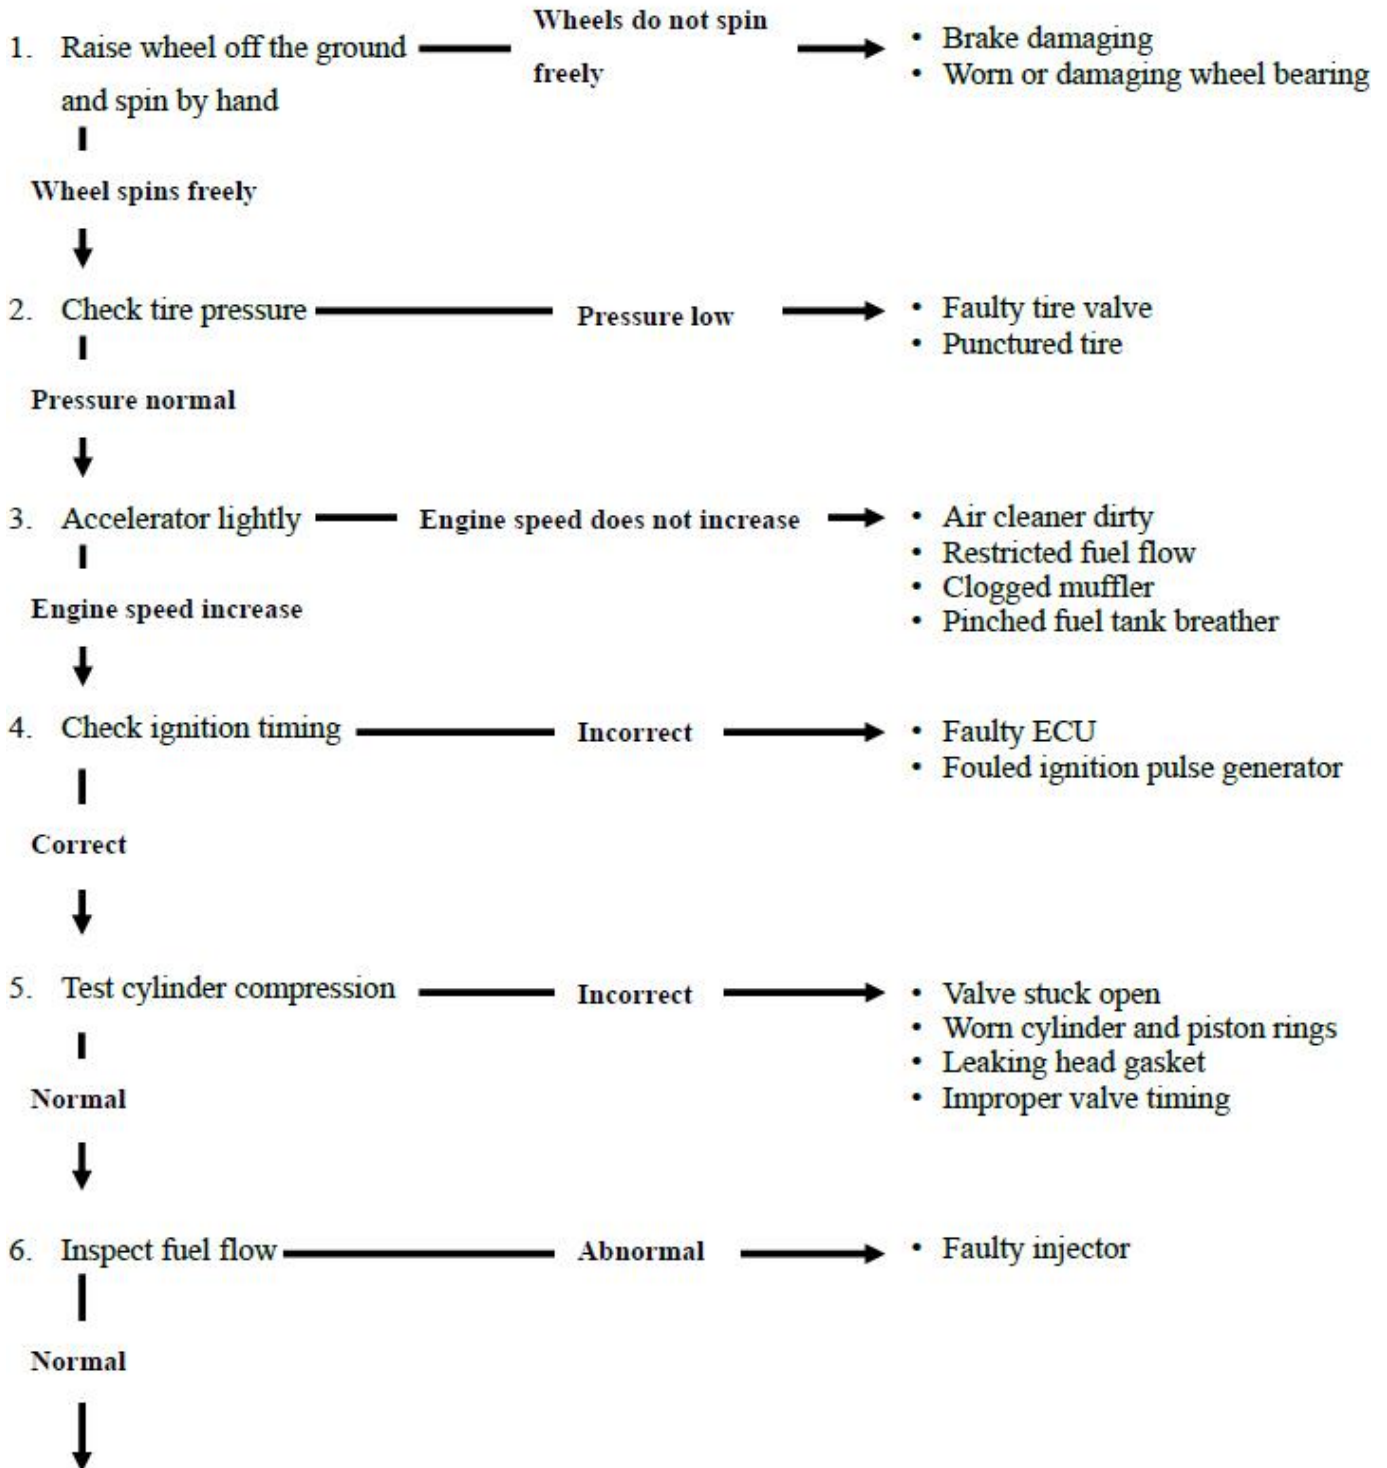 1. Raise wheel off the ground
and spin by hand
Wheels do not spin
freely
• Brake damaging
• Worn or damaging wheel bearing
Wheel spins freely
2. Check tire pressure
Pressure low
• Faulty tire valve
• Punctured tire
Pressure normal
3. Accelerator lightly
Engine speed does not increase
• Air cleaner dirty
• Restricted fuel flow
• Clogged muffler
• Pinched fuel tank breather
Engine speed increase
4. Check ignition timing
Incorrect
• Faulty ECU
• Fouled ignition pulse generator
Correct
5. Test cylinder compression
Incorrect
• Valve stuck open
• Worn cylinder and piston rings
• Leaking head gasket
• Improper valve timing
Normal
6. Inspect fuel flow
Abnormal
• Faulty injector
Normal